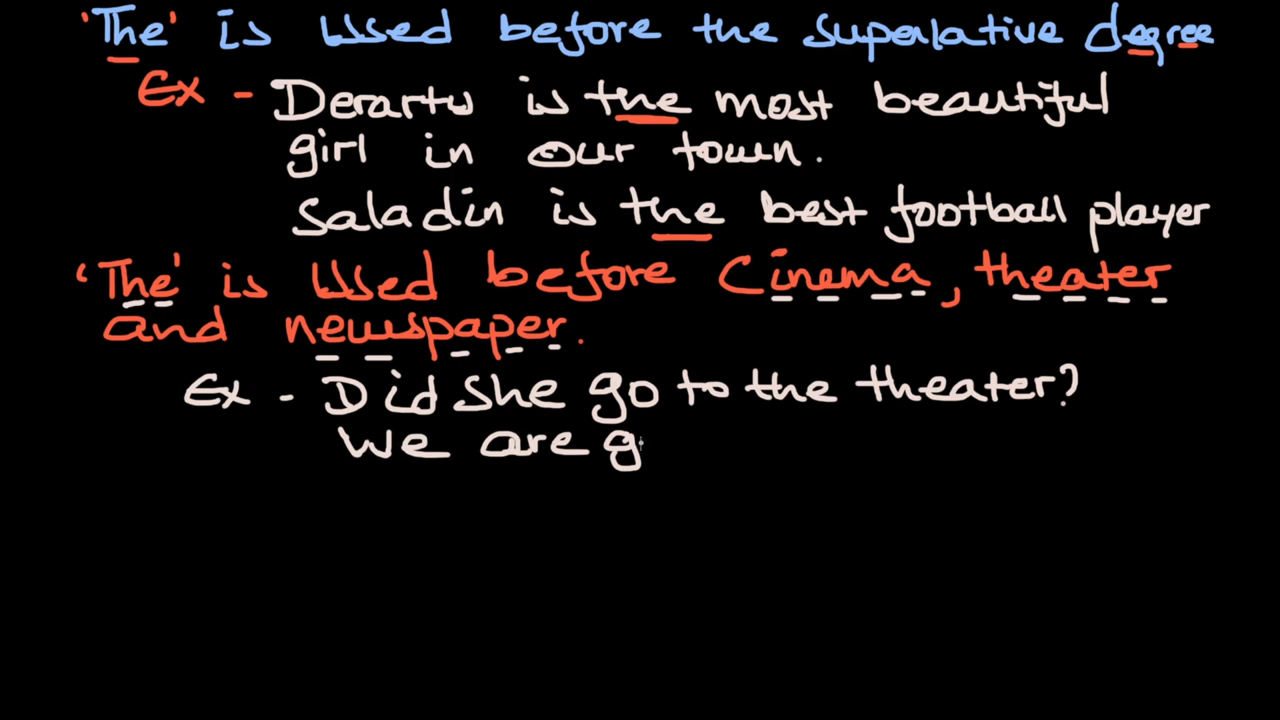 'The' is used before the superlative degree
Ex - Derartu is the most beautiful
girl in our town.
Saladin is the best football player
'The' is used before Cinema, theater
and newspaper.
Ex - Did she go to the theater?
We are g